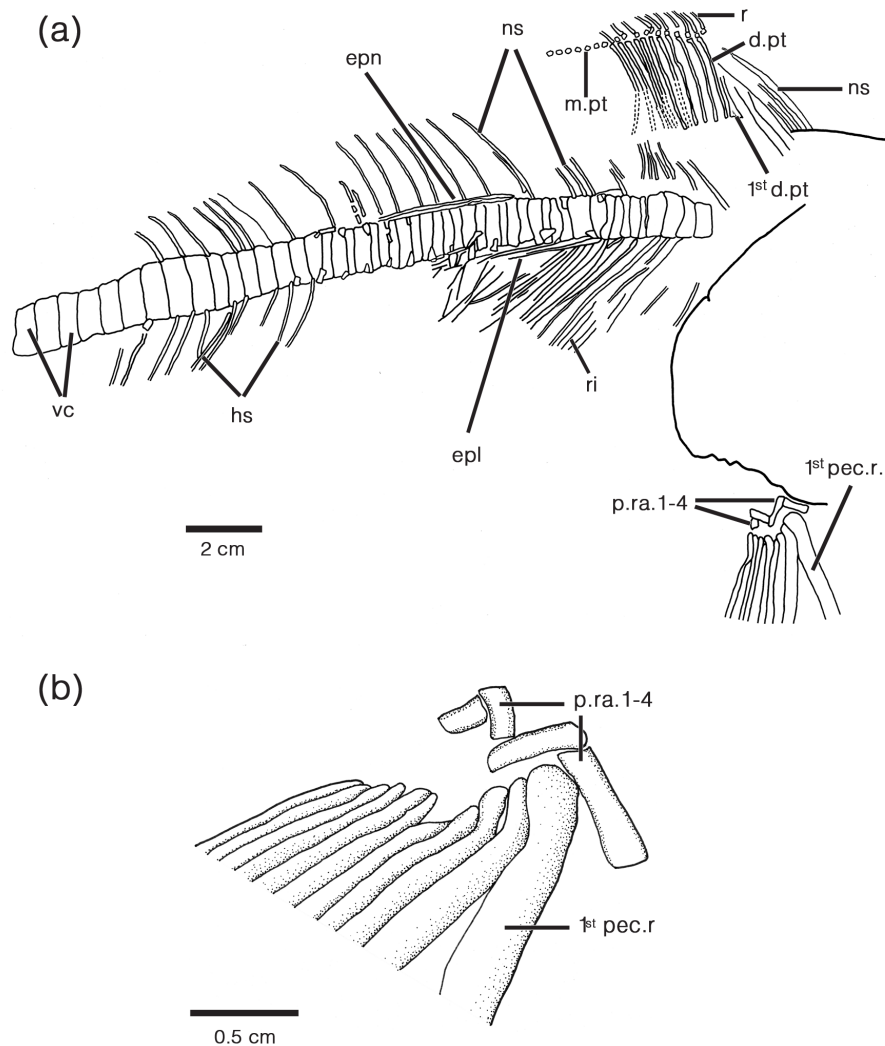 (a)
r
ns
d.pt
epn
m.pt
ns
1st d.pt
ri
vc
hs
epl
1st pec.r.
p.ra.1-4
2 cm
(b)
p.ra.1-4
1st pec.r
0.5 cm